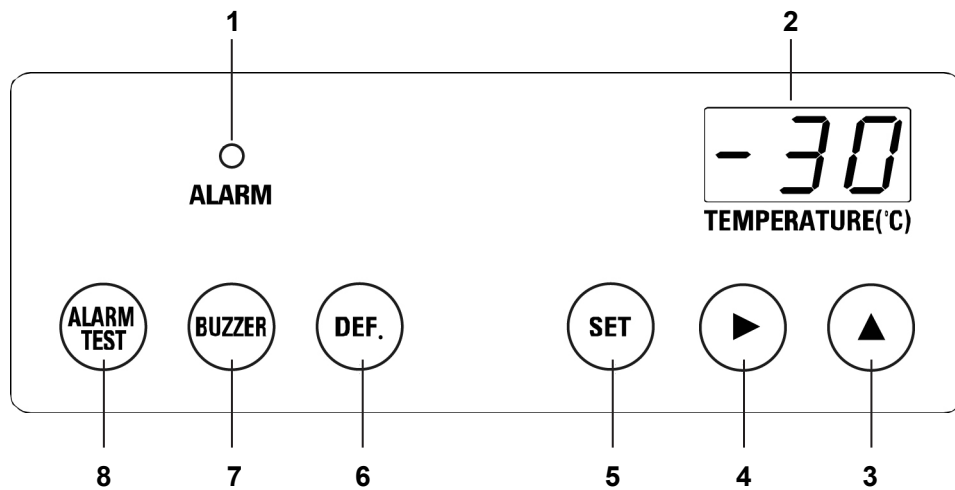 1 2
-30
ALARM
TEMPERATURE(°C)
ALARM
TEST
BUZZER
DEF.
SET
8 7 6 5 4 3